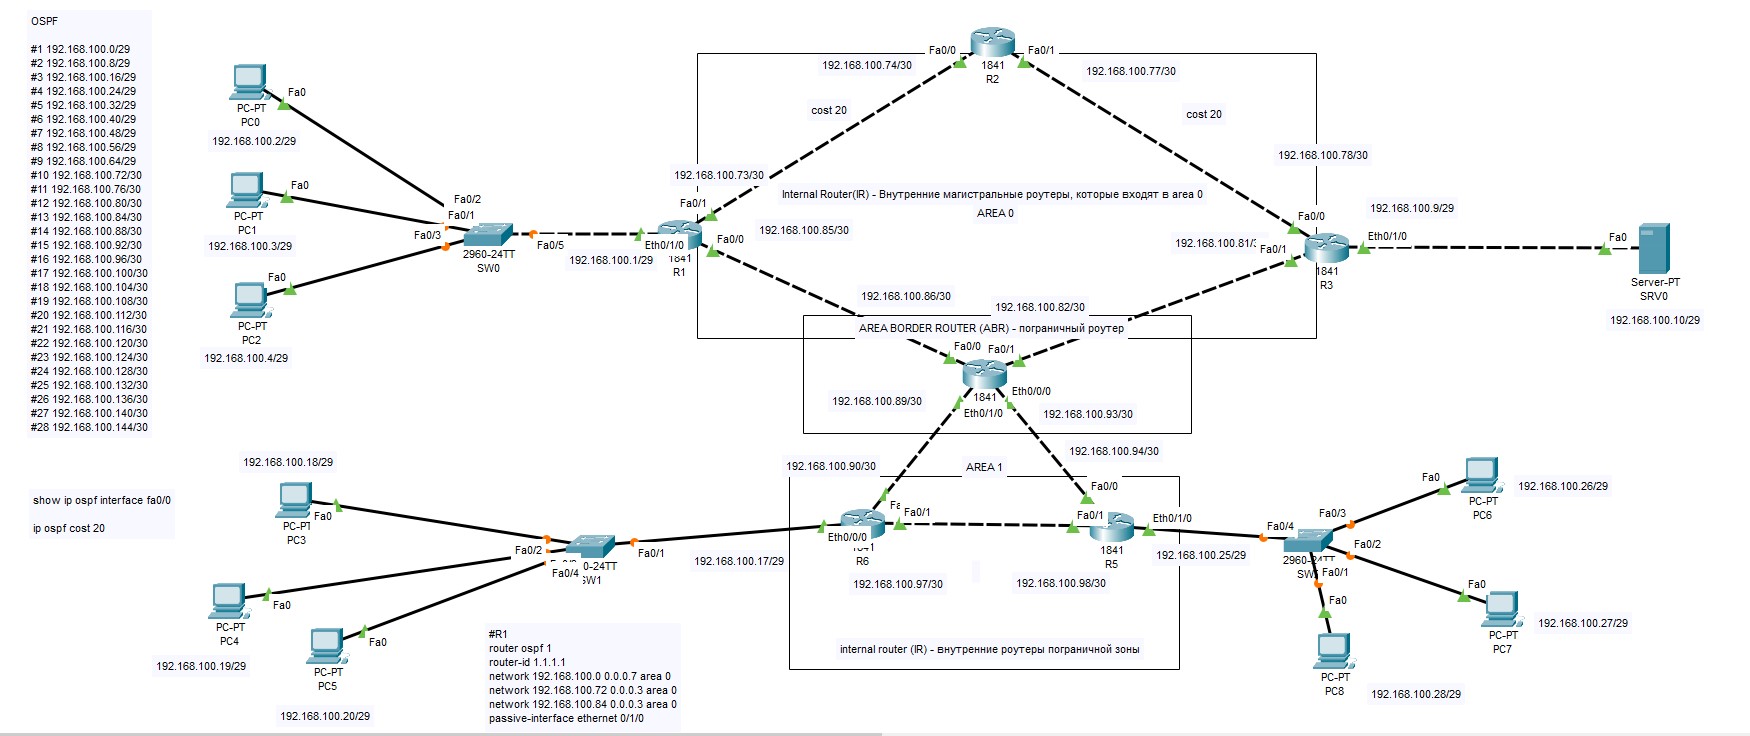 OSPF
#1 192.168.100.0/29
#2 192.168.100.8/29
#3 192.168.100.16/29
#4 192.168.100.24/29
#5 192.168.100.32/29
#6 192.168.100.40/29
#7 192.168.100.48/29
#8 192.168.100.56/29
#9 192.168.100.64/29
#10 192.168.100.72/30
#11 192.168.100.76/30
#12 192.168.100.80/30
#13 192.168.100.84/30
#14 192.168.100.88/30
#15 192.168.100.92/30
#16 192.168.100.96/30
#17 192.168.100.100/30
#18 192.168.100.104/30
#19 192.168.100.108/30
#20 192.168.100.112/30
#21 192.168.100.116/30
#22 192.168.100.120/30
#23 192.168.100.124/30
#24 192.168.100.128/30
#25 192.168.100.132/30
#26 192.168.100.136/30
#27 192.168.100.140/30
#28 192.168.100.144/30
show ip ospf interface fa0/0
ip ospf cost 20
Fa0
PC-PT
PC0
192.168.100.2/29
Fa0
PC-PT
PC1
192.168.100.3/29
Fa0
PC-PT
PC2
192.168.100.4/29
Fa0/2
Fa0/1
Fa0/3
Fa0/5
2960-24TT
SW0
192.168.100.1/29
Eth0/1/0
1841
R1
Fa0/1
Fa0/0
192.168.100.73/30
192.168.100.85/30
192.168.100.74/30
cost 20
Fa0/0
Fa0/1
1841
R2
192.168.100.77/30
cost 20
192.168.100.78/30
Internal Router(IR) - Внутренние магистральные роутеры, которые входят в area 0
AREA 0
Fa0/0
192.168.100.81/3
Fa0/1
Eth0/1/0
1841
R3
192.168.100.9/29
Fa0
Server-PT
SRV0
192.168.100.10/29
192.168.100.86/30
192.168.100.82/30
AREA BORDER ROUTER (ABR) - пограничный роутер
Fa0/0
Fa0/1
1841
Eth0/0/0
Eth0/1/0
192.168.100.89/30
192.168.100.93/30
192.168.100.90/30
192.168.100.94/30
AREA 1
Fa0/1
Eth0/0/0
R6
192.168.100.97/30
Fa0/0
Fa0/1
Eth0/1/0
1841
R5
192.168.100.98/30
192.168.100.25/29
192.168.100.17/29
internal router (IR) - внутренние роутеры пограничной зоны
192.168.100.18/29
PC-PT
PC3
Fa0
Fa0
PC-PT
PC4
192.168.100.19/29
Fa0
PC-PT
PC5
192.168.100.20/29
Fa0/2
Fa0/4
Fa0/1
0-24TT
SW1
#R1
router ospf 1
router-id 1.1.1.1
network 192.168.100.0 0.0.0.7 area 0
network 192.168.100.72 0.0.0.3 area 0
network 192.168.100.84 0.0.0.3 area 0
passive-interface ethernet 0/1/0
Fa0/4
Fa0/3
Fa0/2
Fa0/1
Fa0
PC-PT
PC6
192.168.100.26/29
Fa0
PC-PT
PC7
192.168.100.27/29
Fa0
PC-PT
PC8
192.168.100.28/29